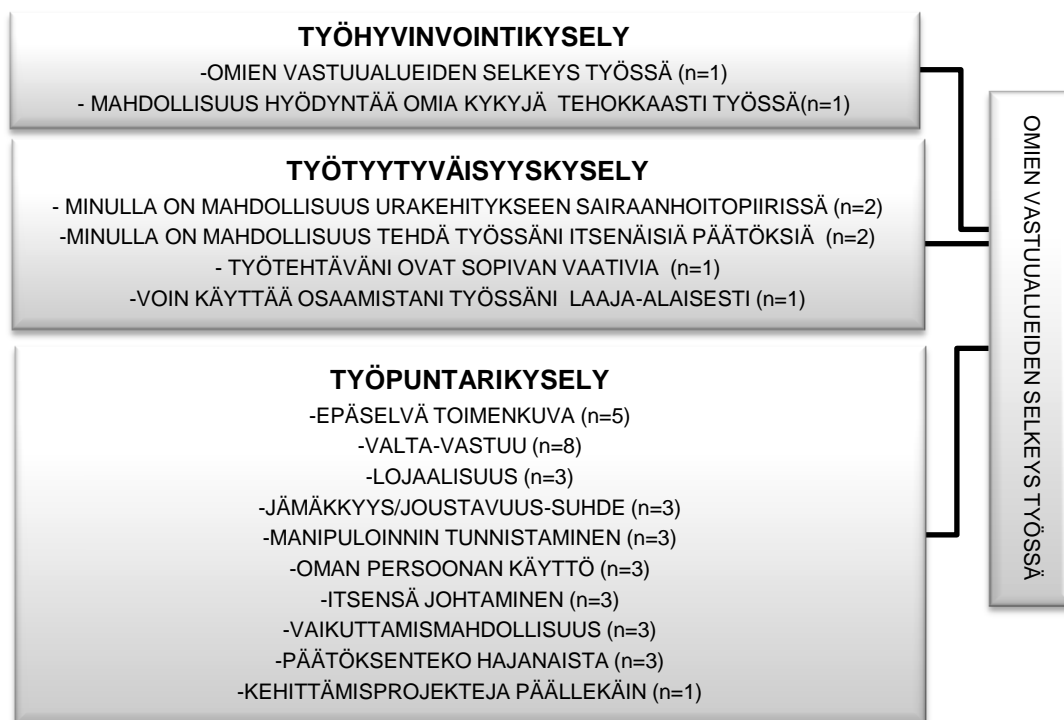 TYÖHYVINVOINTIKYSELY
-OMIEN VASTUUALUEIDEN SELKEYS TYÖSSÄ (n=1)
- MAHDOLLISUUS HYÖDYNTÄÄ OMIA KYKYJÄ TEHOKKAASTI TYÖSSÄ(n=1)
TYÖTYYTYVÄISYYSKYSELY
- MINULLA ON MAHDOLLISUUS URAKEHITYKSEEN SAIRAANHOITOPIIRISSÄ (n=2)
-MINULLA ON MAHDOLLISUUS TEHDÄ TYÖSSÄNI ITSENÄISIÄ PÄÄTÖKSIÄ (n=2)
- TYÖTEHTÄVÄNI OVAT SOPIVAN VAATIVIA (n=1)
-VOIN KÄYTTÄÄ OSAAMISTANI TYÖSSÄNI LAAJA-ALAISESTI (n=1)
TYÖPUNTARIKYSELY
-EPÄSELVÄ TOIMENKUVA (n=5)
-VALTA-VASTUU (n=8)
-LOJAALISUUS (n=3)
-JÄMÄKKYYS/JOUSTAVUUS-SUHDE (n=3)
-MANIPULOINNIN TUNNISTAMINEN (n=3)
-OMAN PERSOONAN KÄYTTÖ (n=3)
-ITSENSÄ JOHTAMINEN (n=3)
-VAIKUTTAMISMAHDOLLISUUS (n=3)
-PÄÄTÖKSENTEKO HAJANAISTA (n=3)
-KEHITTÄMISPROJEKTEJA PÄÄLLEKÄIN (n=1)
OMIEN VASTUUALUEIDEN SELKEYS TYÖSSÄ